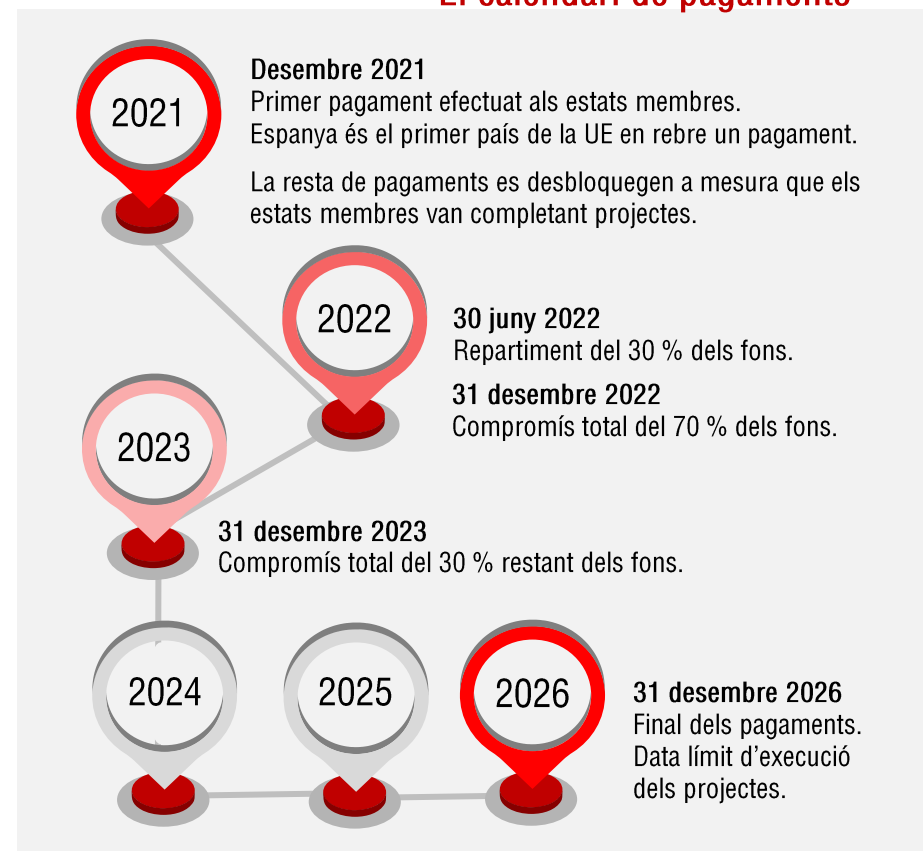 El calendari de pagaments
2021
Desembre 2021
Primer pagament efectuat als estats membres.
Espanya és el primer país de la UE en rebre un pagament.
La resta de pagaments es desbloquegen a mesura que els
estats membres van completant projectes.
2022
30 juny 2022
Repartiment del 30 % dels fons.
31 desembre 2022
Compromís total del 70 % dels fons.
2023
31 desembre 2023
Compromís total del 30 % restant dels fons.
2024
2025
2026
31 desembre 2026
Final dels pagaments.
Data límit d’execució
dels projectes.